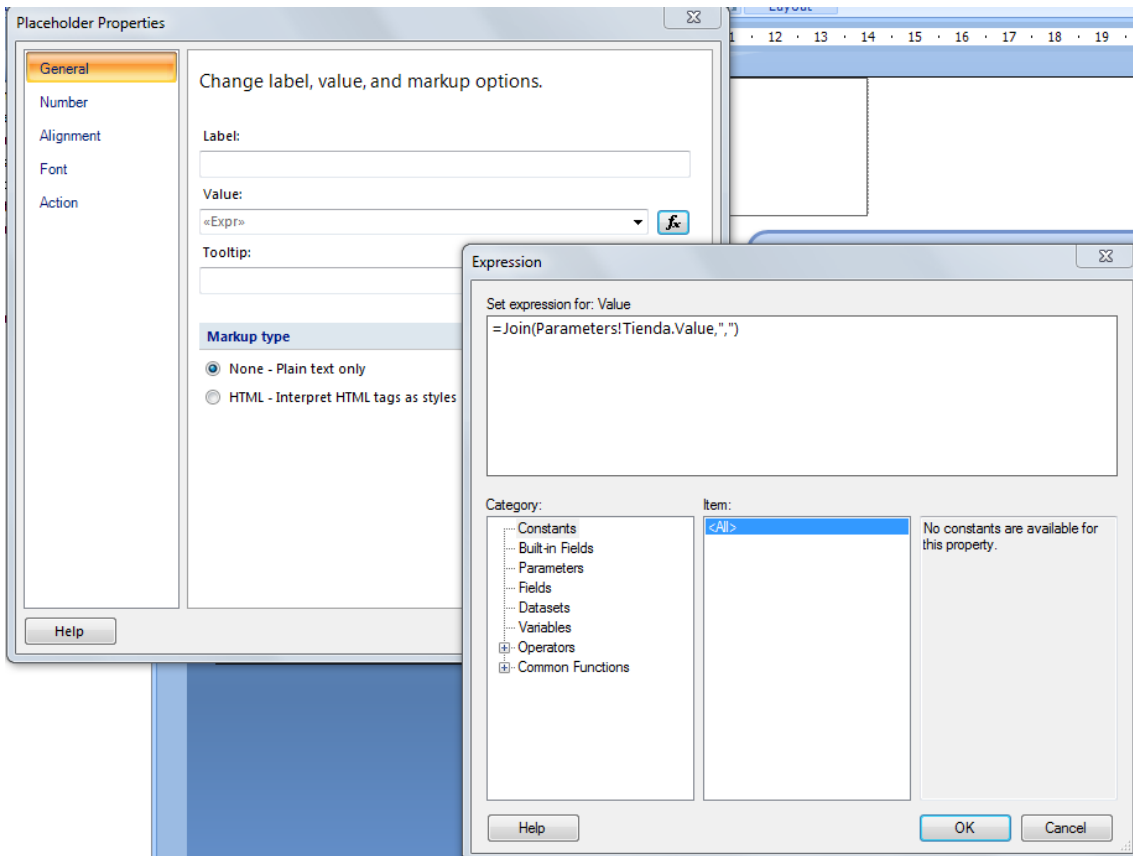 Placeholder Properties
Layout
1 · 12 · 13 · 14 · 15 · 16 · 17 · 18 · 19 ·
General
Number
Alignment
Font
Action
Change label, value, and markup options.
Label:
Value:
«Expr»
fx
Tooltip:
Markup type
None - Plain text only
HTML - Interpret HTML tags as styles
Help
Expression
Set expression for: Value
=Join(Parameters!Tienda.Value,",")
Category:
Constants
Built-in Fields
Parameters
Fields
Datasets
Variables
Operators
Common Functions
Item:
<All>
No constants are available for
this property.
Help
OK
Cancel